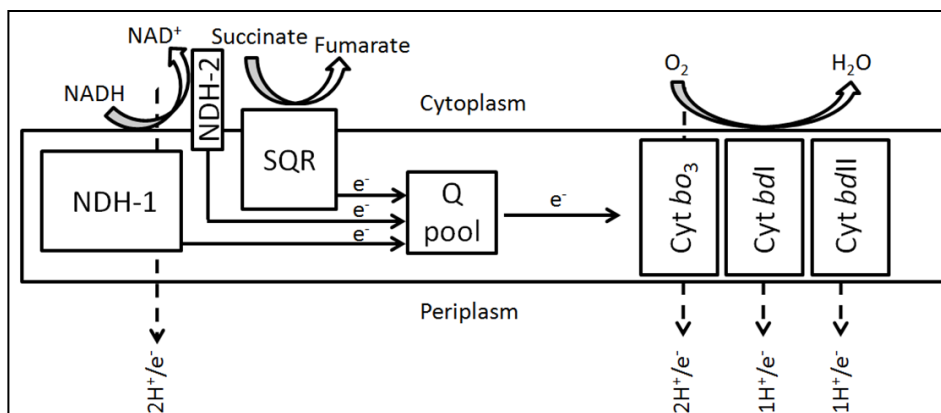 NAD+
Succinate
Fumarate
NADH
NDH-2
Cytoplasm
O2
H2O
NDH-1
SQR
e-
e-
e-
Q
pool
e-
Cyt bo3
Cyt bdI
Cyt bdII
Periplasm
2H+/e-
2H+/e-
1H+/e-
1H+/e-